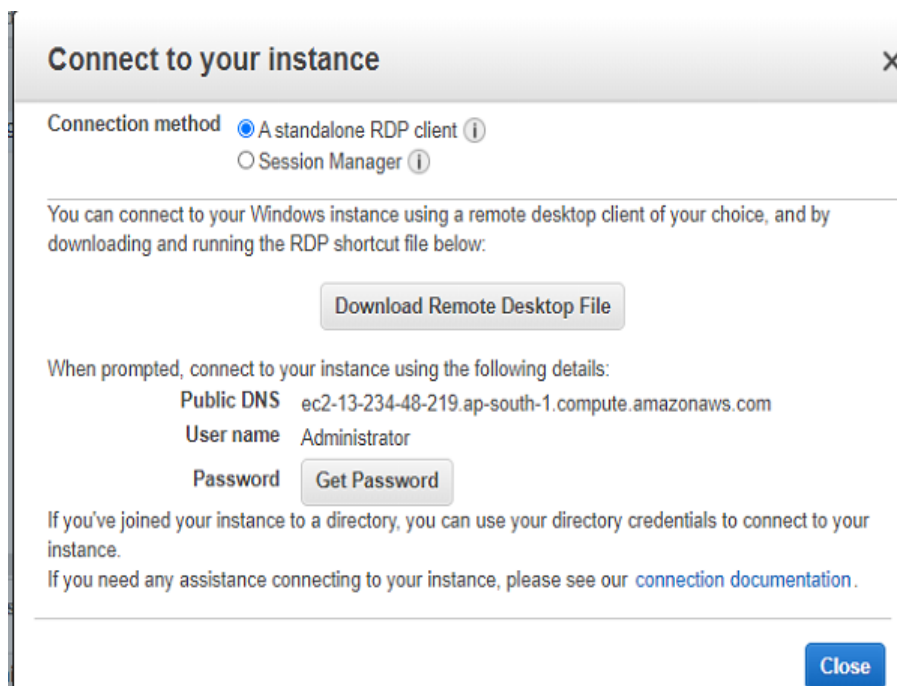 Connect to your instance
Connection method A standalone RDP client
Session Manager
You can connect to your Windows instance using a remote desktop client of your choice, and by
downloading and running the RDP shortcut file below:
Download Remote Desktop File
When prompted, connect to your instance using the following details:
Public DNS ec2-13-234-48-219.ap-south-1.compute.amazonaws.com
User name Administrator
Password Get Password
If you've joined your instance to a directory, you can use your directory credentials to connect to your
instance.
If you need any assistance connecting to your instance, please see our connection documentation.
Close